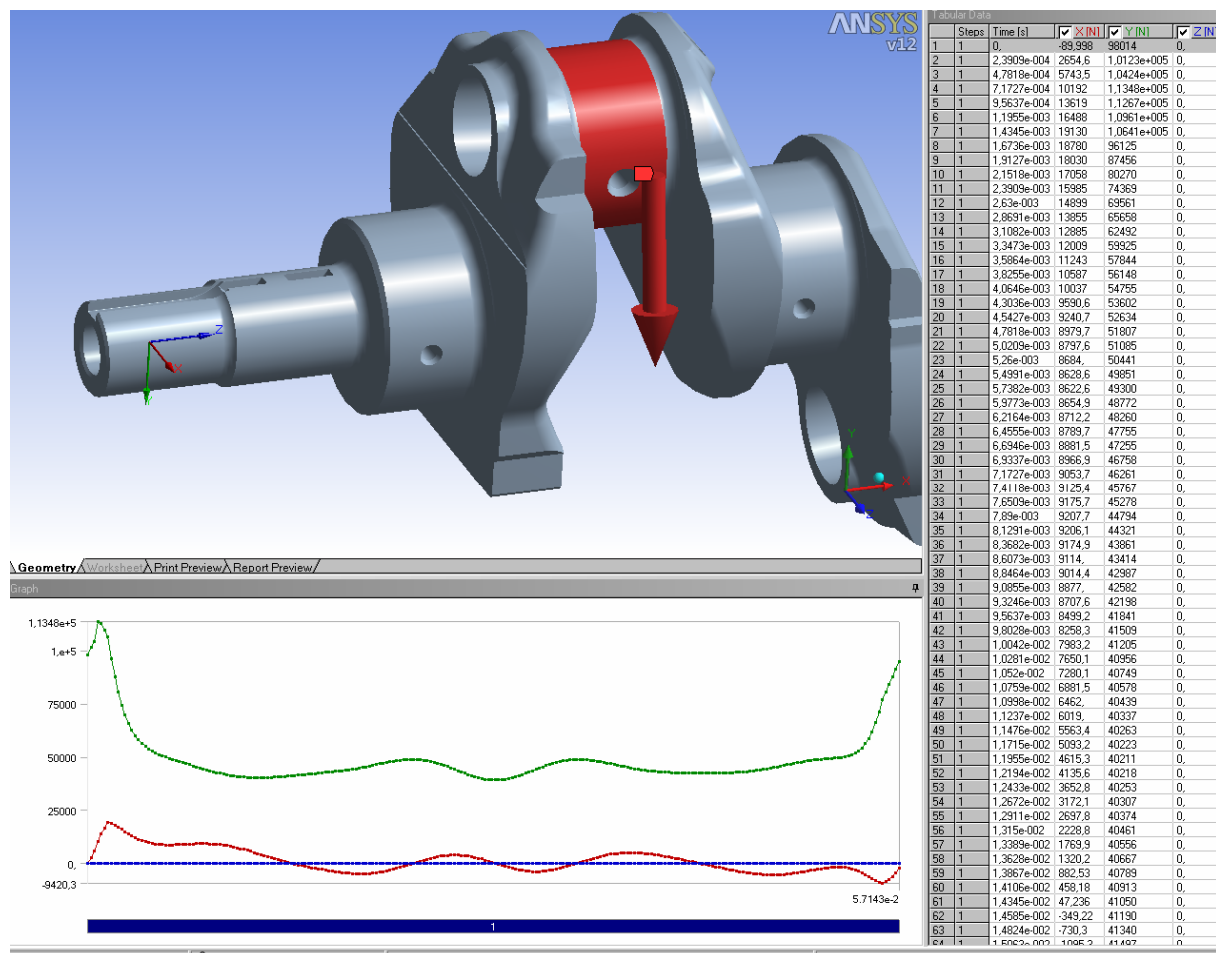 ANSYS
v12
Z
X
Y
Y
X
Z
Geometry Worksheet Print Preview Report Preview
Graph
1,1348e+5
1,e+5
75000
50000
25000
0,
-9420,3
5.7143e-2
1
Tabular Data
Steps Time [s] X [N] Y [N] Z [N
1 1 0, -89,998 98014 0,
2 1 2,3909e-004 2654,6 1,0123e+005 0,
3 1 4,7818e-004 5743,5 1,0424e+005 0,
4 1 7,1727e-004 10192 1,1348e+005 0,
5 1 9,5637e-004 13619 1,1267e+005 0,
6 1 1,1955e-003 16488 1,0961e+005 0,
7 1 1,4345e-003 19130 1,0641e+005 0,
8 1 1,6736e-003 18780 96125 0,
9 1 1,9127e-003 18030 87456 0,
10 1 2,1518e-003 17058 80270 0,
11 1 2,3909e-003 15985 74369 0,
12 1 2,63e-003 14899 69561 0,
13 1 2,8691e-003 13855 65658 0,
14 1 3,1082e-003 12885 62492 0,
15 1 3,3473e-003 12009 59925 0,
16 1 3,5864e-003 11243 57844 0,
17 1 3,8255e-003 10587 56148 0,
18 1 4,0646e-003 10037 54755 0,
19 1 4,3036e-003 9590,6 53602 0,
20 1 4,5427e-003 9240,7 52634 0,
21 1 4,7818e-003 8979,7 51807 0,
22 1 5,0209e-003 8797,6 51085 0,
23 1 5,26e-003 8684, 50441 0,
24 1 5,4991e-003 8628,6 49851 0,
25 1 5,7382e-003 8622,6 49300 0,
26 1 5,9773e-003 8654,9 48772 0,
27 1 6,2164e-003 8712,2 48260 0,
28 1 6,4555e-003 8789,7 47755 0,
29 1 6,6946e-003 8881,5 47255 0,
30 1 6,9337e-003 8966,9 46758 0,
31 1 7,1727e-003 9053,7 46261 0,
32 1 7,4118e-003 9125,4 45767 0,
33 1 7,6509e-003 9175,7 45278 0,
34 1 7,89e-003 9207,7 44794 0,
35 1 8,1291e-003 9206,1 44321 0,
36 1 8,3682e-003 9174,9 43861 0,
37 1 8,6073e-003 9114, 43414 0,
38 1 8,8464e-003 9014,4 42987 0,
39 1 9,0855e-003 8877, 42582 0,
40 1 9,3246e-003 8707,6 42198 0,
41 1 9,5637e-003 8499,2 41841 0,
42 1 9,8028e-003 8258,3 41509 0,
43 1 1,0042e-002 7983,2 41205 0,
44 1 1,0281e-002 7650,1 40956 0,
45 1 1,052e-002 7280,1 40749 0,
46 1 1,0759e-002 6881,5 40578 0,
47 1 1,0998e-002 6462, 40439 0,
48 1 1,1237e-002 6019, 40337 0,
49 1 1,1476e-002 5563,4 40263 0,
50 1 1,1715e-002 5093,2 40223 0,
51 1 1,1955e-002 4615,3 40211 0,
52 1 1,2194e-002 4135,6 40218 0,
53 1 1,2433e-002 3652,8 40253 0,
54 1 1,2672e-002 3172,1 40307 0,
55 1 1,2911e-002 2697,8 40374 0,
56 1 1,315e-002 2228,8 40461 0,
57 1 1,3389e-002 1769,9 40556 0,
58 1 1,3628e-002 1320,2 40667 0,
59 1 1,3867e-002 882,53 40789 0,
60 1 1,4106e-002 458,18 40913 0,
61 1 1,4345e-002 47,236 41050 0,
62 1 1,4585e-002 -349,22 41190 0,
63 1 1,4824e-002 -730,3 41340 0,
64 1 1,5063e-002 -1095,3 41497 0,